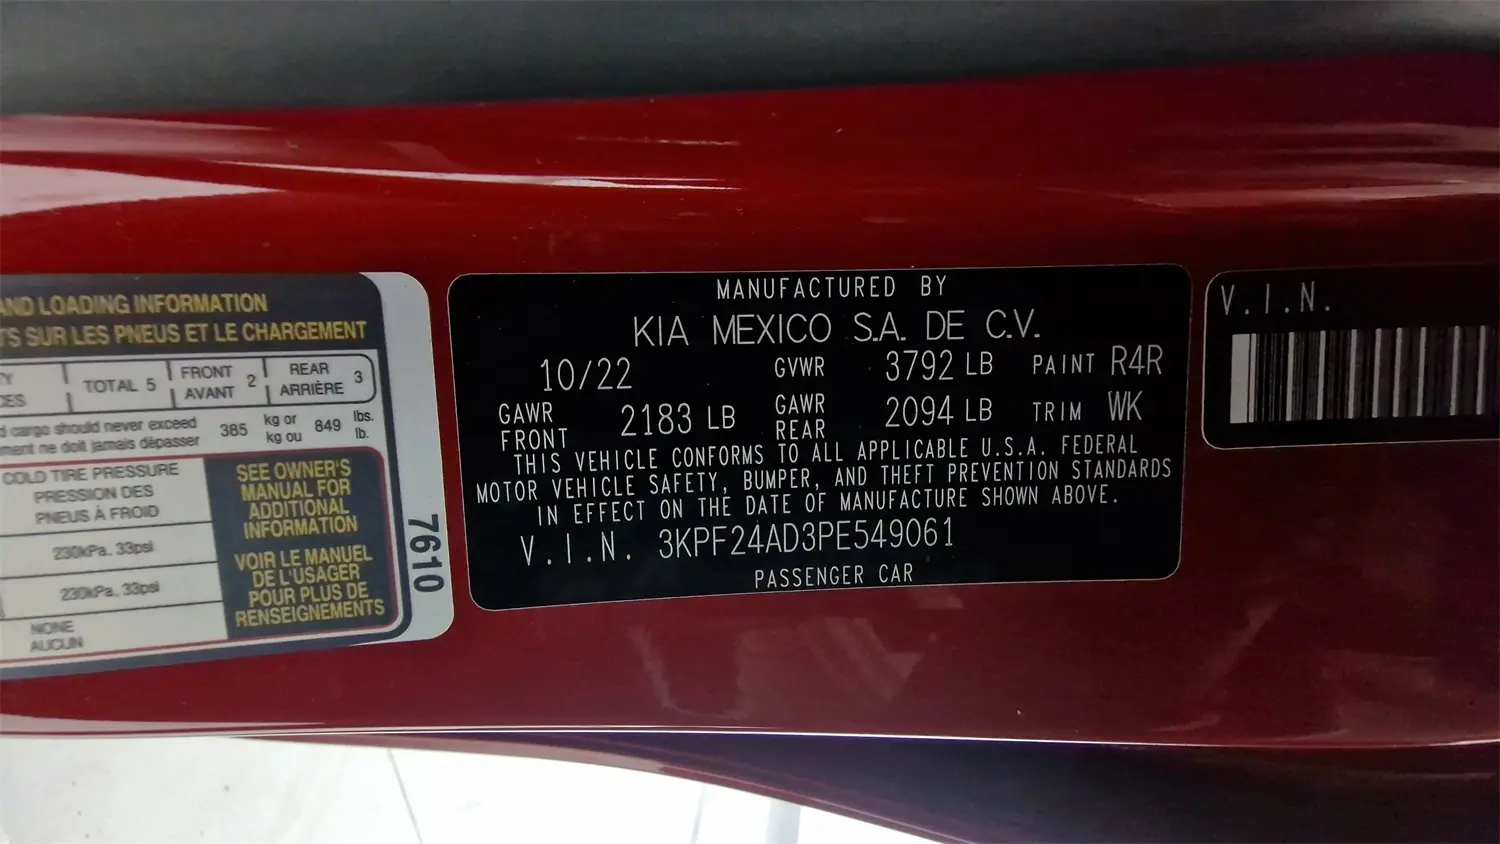 AND LOADING INFORMATION
TS SUR LES PNEUS ET LE CHARGEMENT
TOTAL 5
FRONT
AVANT 2
REAR
ARRIÈRE 3
cargo should never exceed
ne doit jamais dépasser
385
kg or
kg ou
849
lbs.
lb.
COLD TIRE PRESSURE
PRESSION DES
PNEUS À FROID
230kPa. 33psi
230kPa. 33psi
NONE
AUCUN
SEE OWNER'S
MANUAL FOR
ADDITIONAL
INFORMATION
VOIR LE MANUEL
DE L'USAGER
POUR PLUS DE
RENSEIGNEMENTS
7610
MANUFACTURED BY
KIA MEXICO S.A. DE C.V.
10/22 GVWR 3792 LB PAINT R4R
GAWR
FRONT 2183 LB
GAWR
REAR 2094 LB TRIM WK
THIS VEHICLE CONFORMS TO ALL APPLICABLE U.S.A. FEDERAL
MOTOR VEHICLE SAFETY, BUMPER, AND THEFT PREVENTION STANDARDS
IN EFFECT ON THE DATE OF MANUFACTURE SHOWN ABOVE.
V.I.N. 3KPF24AD3PE549061
PASSENGER CAR
V.I.N.